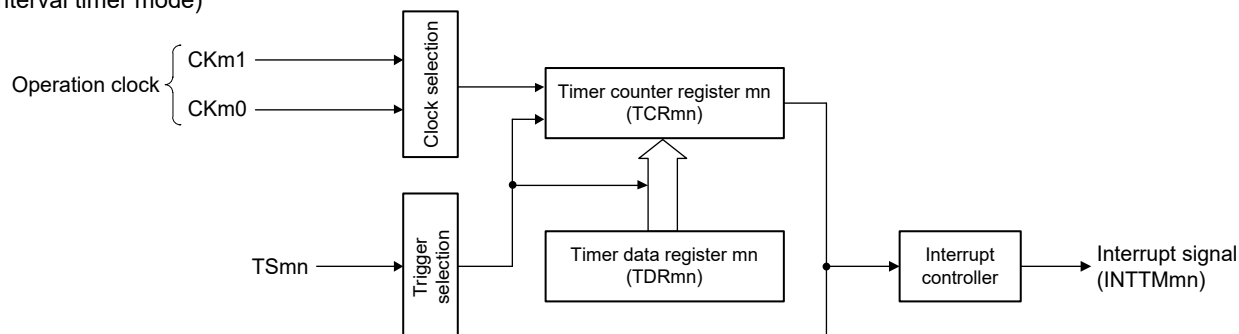 nterval timer mode)
Operation clock
CKm1
CKm0
Clock selection
Timer counter register mn
(TCRmn)
TSmn
Trigger
selection
Timer data register mn
(TDRmn)
Interrupt
controller
Interrupt signal
(INTTMmn)